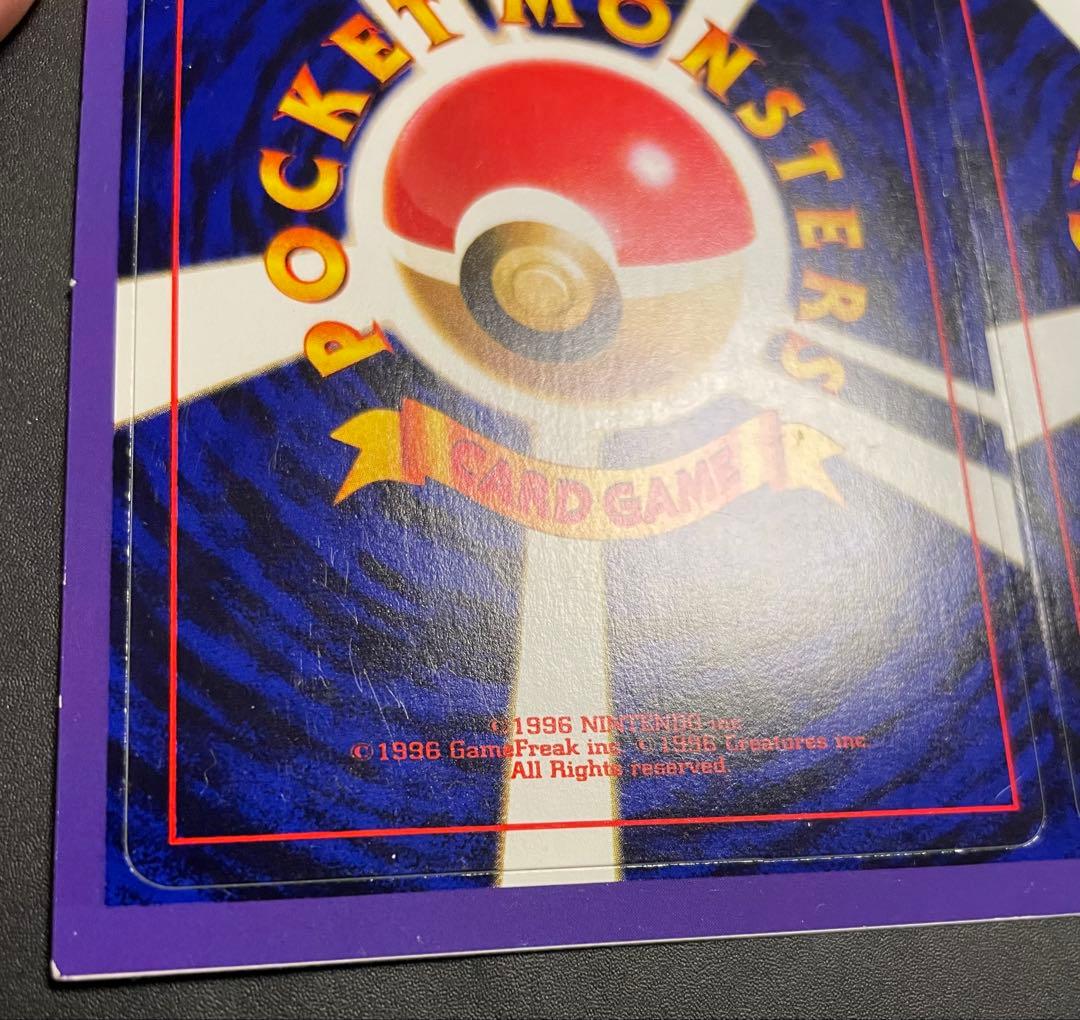 POCKET MONSTERS
CARD GAME
©1996 NINTENDO inc
©1996 GameFreak inc ©1996 Creatures inc.
All Rights reserved.